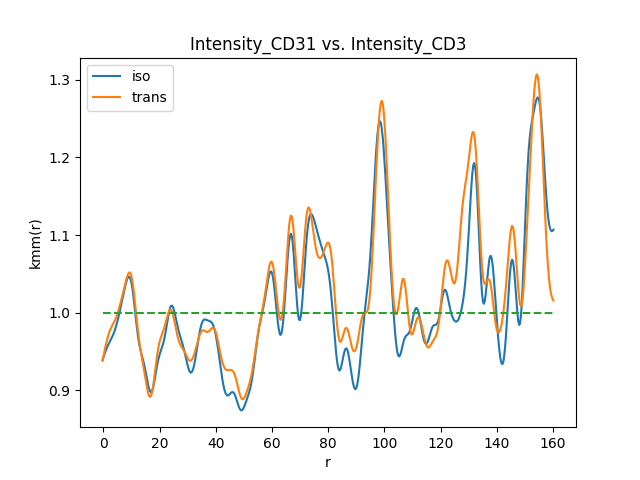 Intensity_CD31 vs. Intensity_CD3
iso
trans
kmm(r)
1.3
1.2
1.1
1.0
0.9
0 20 40 60 80 100 120 140 160
r